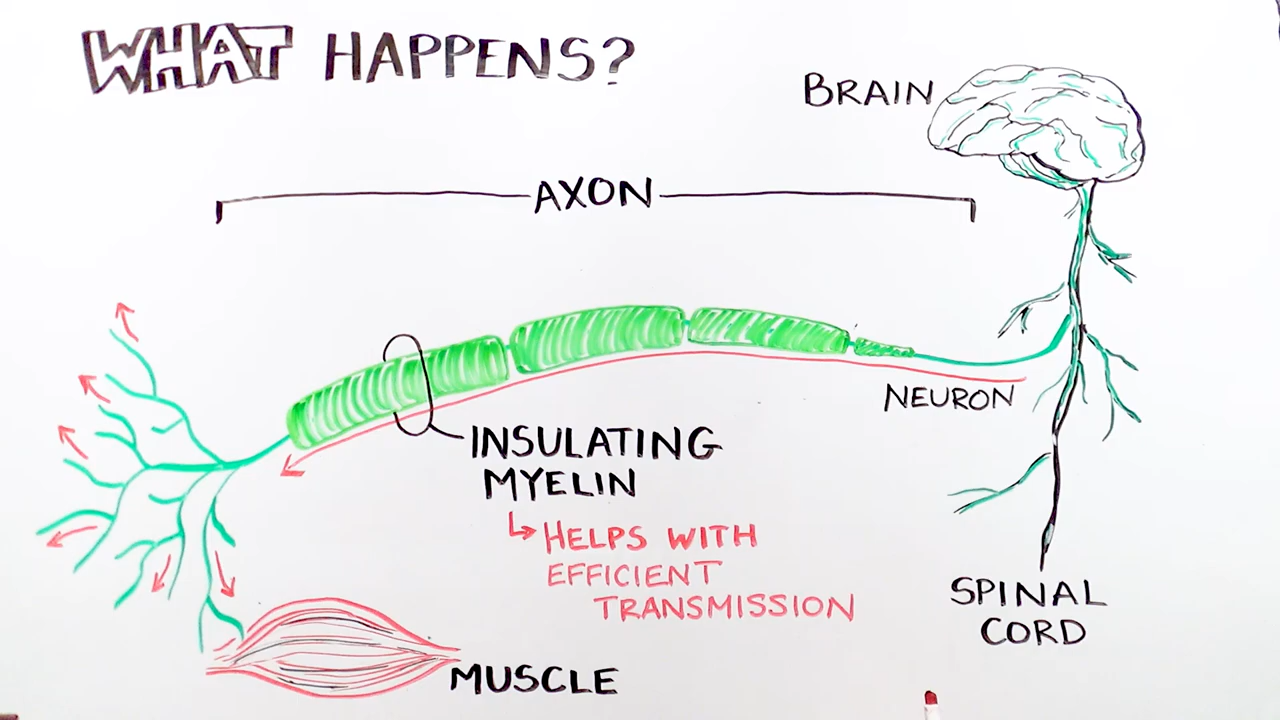 WHAT HAPPENS?
BRAIN
AXON
NEURON
INSULATING
MYELIN
↳ HELPS WITH
EFFICIENT
TRANSMISSION
SPINAL
CORD
MUSCLE